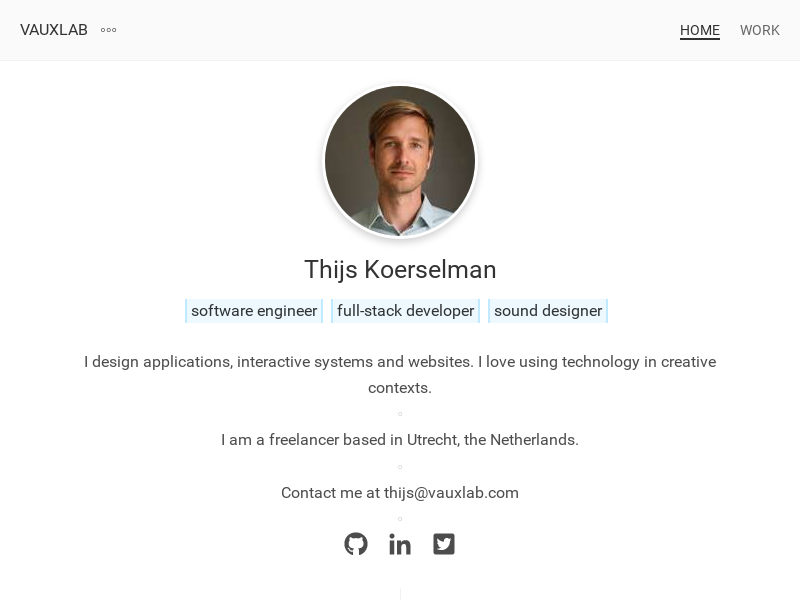 VAUXLAB
HOME WORK
Thijs Koerselman
software engineer full-stack developer sound designer
I design applications, interactive systems and websites. I love using technology in creative
contexts.
I am a freelancer based in Utrecht, the Netherlands.
Contact me at thijs@vauxlab.com